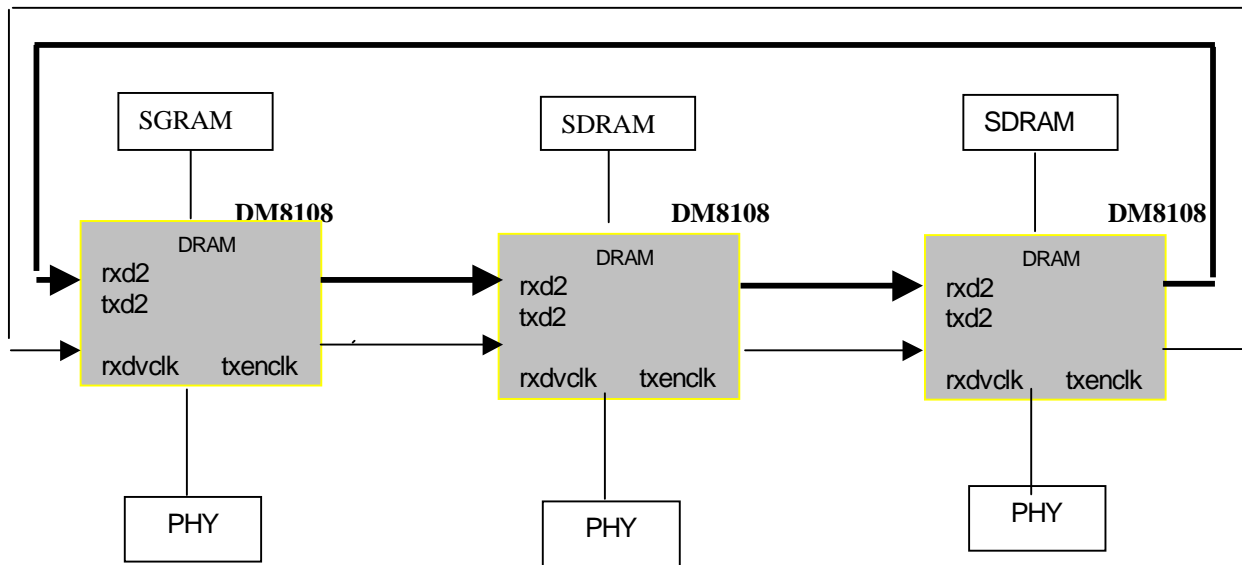 SGRAM
SDRAM
SDRAM
DM8108
DM8108
DM8108
DRAM
rxd2
txd2
rxdvclk txenclk
DRAM
rxd2
txd2
rxdvclk txenclk
DRAM
rxd2
txd2
rxdvclk txenclk
PHY
PHY
PHY